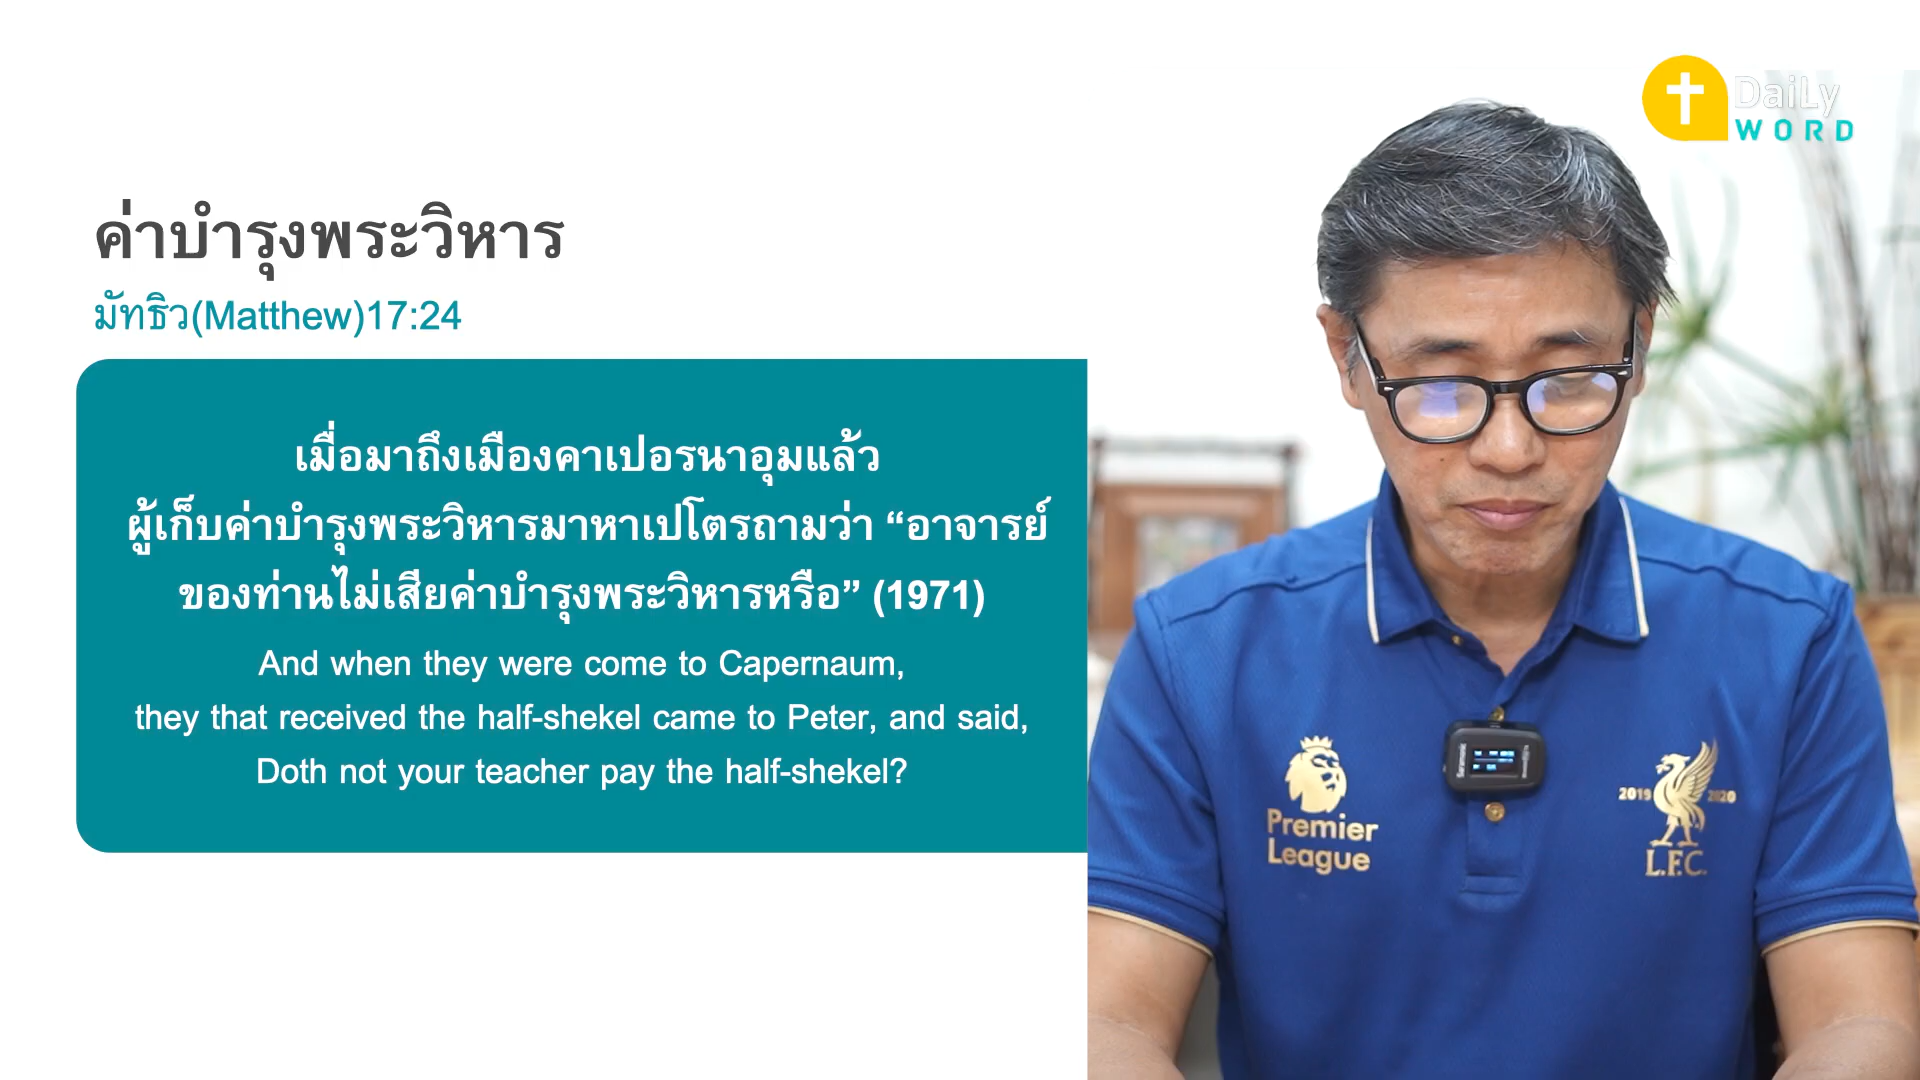 DaiLy
WORD
ค่าบำรุงพระวิหาร
มัทธิว(Matthew)17:24
เมื่อมาถึงเมืองคาเปอรนาอุมแล้ว
ผู้เก็บค่าบำรุงพระวิหารมาหาเปโตรถามว่า “อาจารย์
ของท่านไม่เสียค่าบำรุงพระวิหารหรือ” (1971)
And when they were come to Capernaum,
they that received the half-shekel came to Peter, and said,
Doth not your teacher pay the half-shekel?
Premier
League
2019 2020
L.F.C.
Saramonic